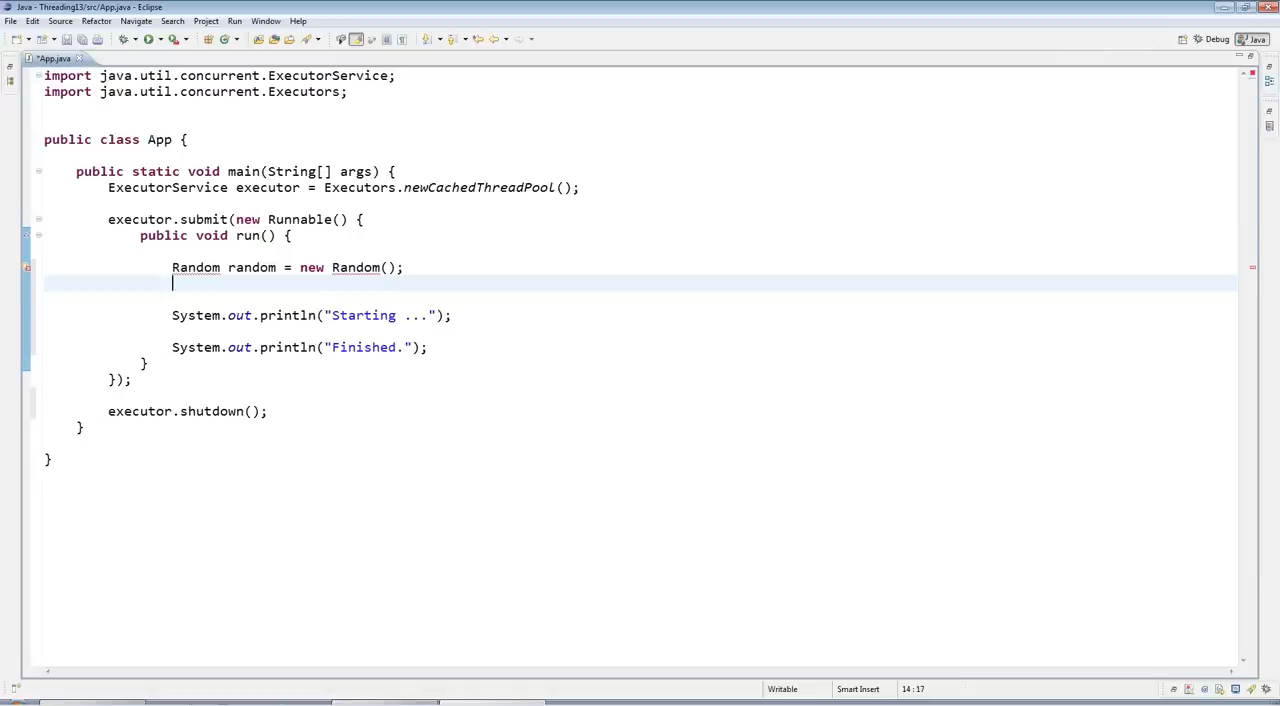 Java - Threading13/src/App.java - Eclipse
File Edit Source Refactor Navigate Search Project Run Window Help
Debug Java
*App.java
import java.util.concurrent.ExecutorService;
import java.util.concurrent.Executors;
public class App {
public static void main(String[] args) {
ExecutorService executor = Executors.newCachedThreadPool();
executor.submit(new Runnable() {
public void run() {
Random random = new Random();
System.out.println("Starting ...");
System.out.println("Finished.");
}
});
executor.shutdown();
}
}
Writable Smart Insert 14 : 17